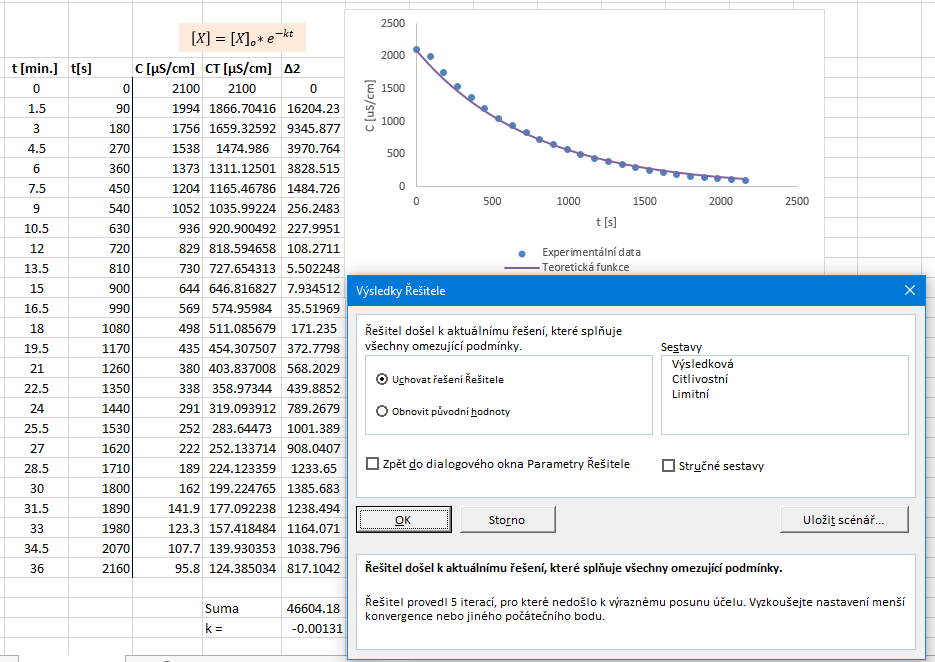 [X] = [X]ₒ* e⁻ᵏᵗ
t [min.] t[s] C [µS/cm] CT [µS/cm] Δ2
0 0 2100 2100 0
1.5 90 1994 1866.70416 16204.23
3 180 1756 1659.32592 9345.877
4.5 270 1538 1474.986 3970.764
6 360 1373 1311.12501 3828.515
7.5 450 1204 1165.46786 1484.726
9 540 1052 1035.99224 256.2483
10.5 630 936 920.900492 227.9951
12 720 829 818.594658 108.2711
13.5 810 730 727.654313 5.502248
15 900 644 646.816827 7.934512
16.5 990 569 574.95984 35.51969
18 1080 498 511.085679 171.235
19.5 1170 435 454.307507 372.7798
21 1260 380 403.837008 568.2029
22.5 1350 338 358.97344 439.8852
24 1440 291 319.093912 789.2679
25.5 1530 252 283.64473 1001.389
27 1620 222 252.133714 908.0407
28.5 1710 189 224.123359 1233.65
30 1800 162 199.224765 1385.683
31.5 1890 141.9 177.092238 1238.494
33 1980 123.3 157.418484 1164.071
34.5 2070 107.7 139.930353 1038.796
36 2160 95.8 124.385034 817.1042
Suma 46604.18
k = -0.00131
C [uS/cm]
2500
2000
1500
1000
500
0
0 500 1000 1500 2000 2500
t [s]
Experimentální data
Teoretická funkce
Výsledky Řešitele
Řešitel došel k aktuálnímu řešení, které splňuje
všechny omezující podmínky.
Uchovat řešení Řešitele
Obnovit původní hodnoty
Sestavy
Výsledková
Citlivostní
Limitní
Zpět do dialogového okna Parametry Řešitele
Stručné sestavy
OK
Storno
Uložit scénář...
Řešitel došel k aktuálnímu řešení, které splňuje všechny omezující podmínky.
Řešitel provedl 5 iterací, pro které nedošlo k výraznému posunu účelu. Vyzkoušejte nastavení menší
konvergence nebo jiného počátečního bodu.